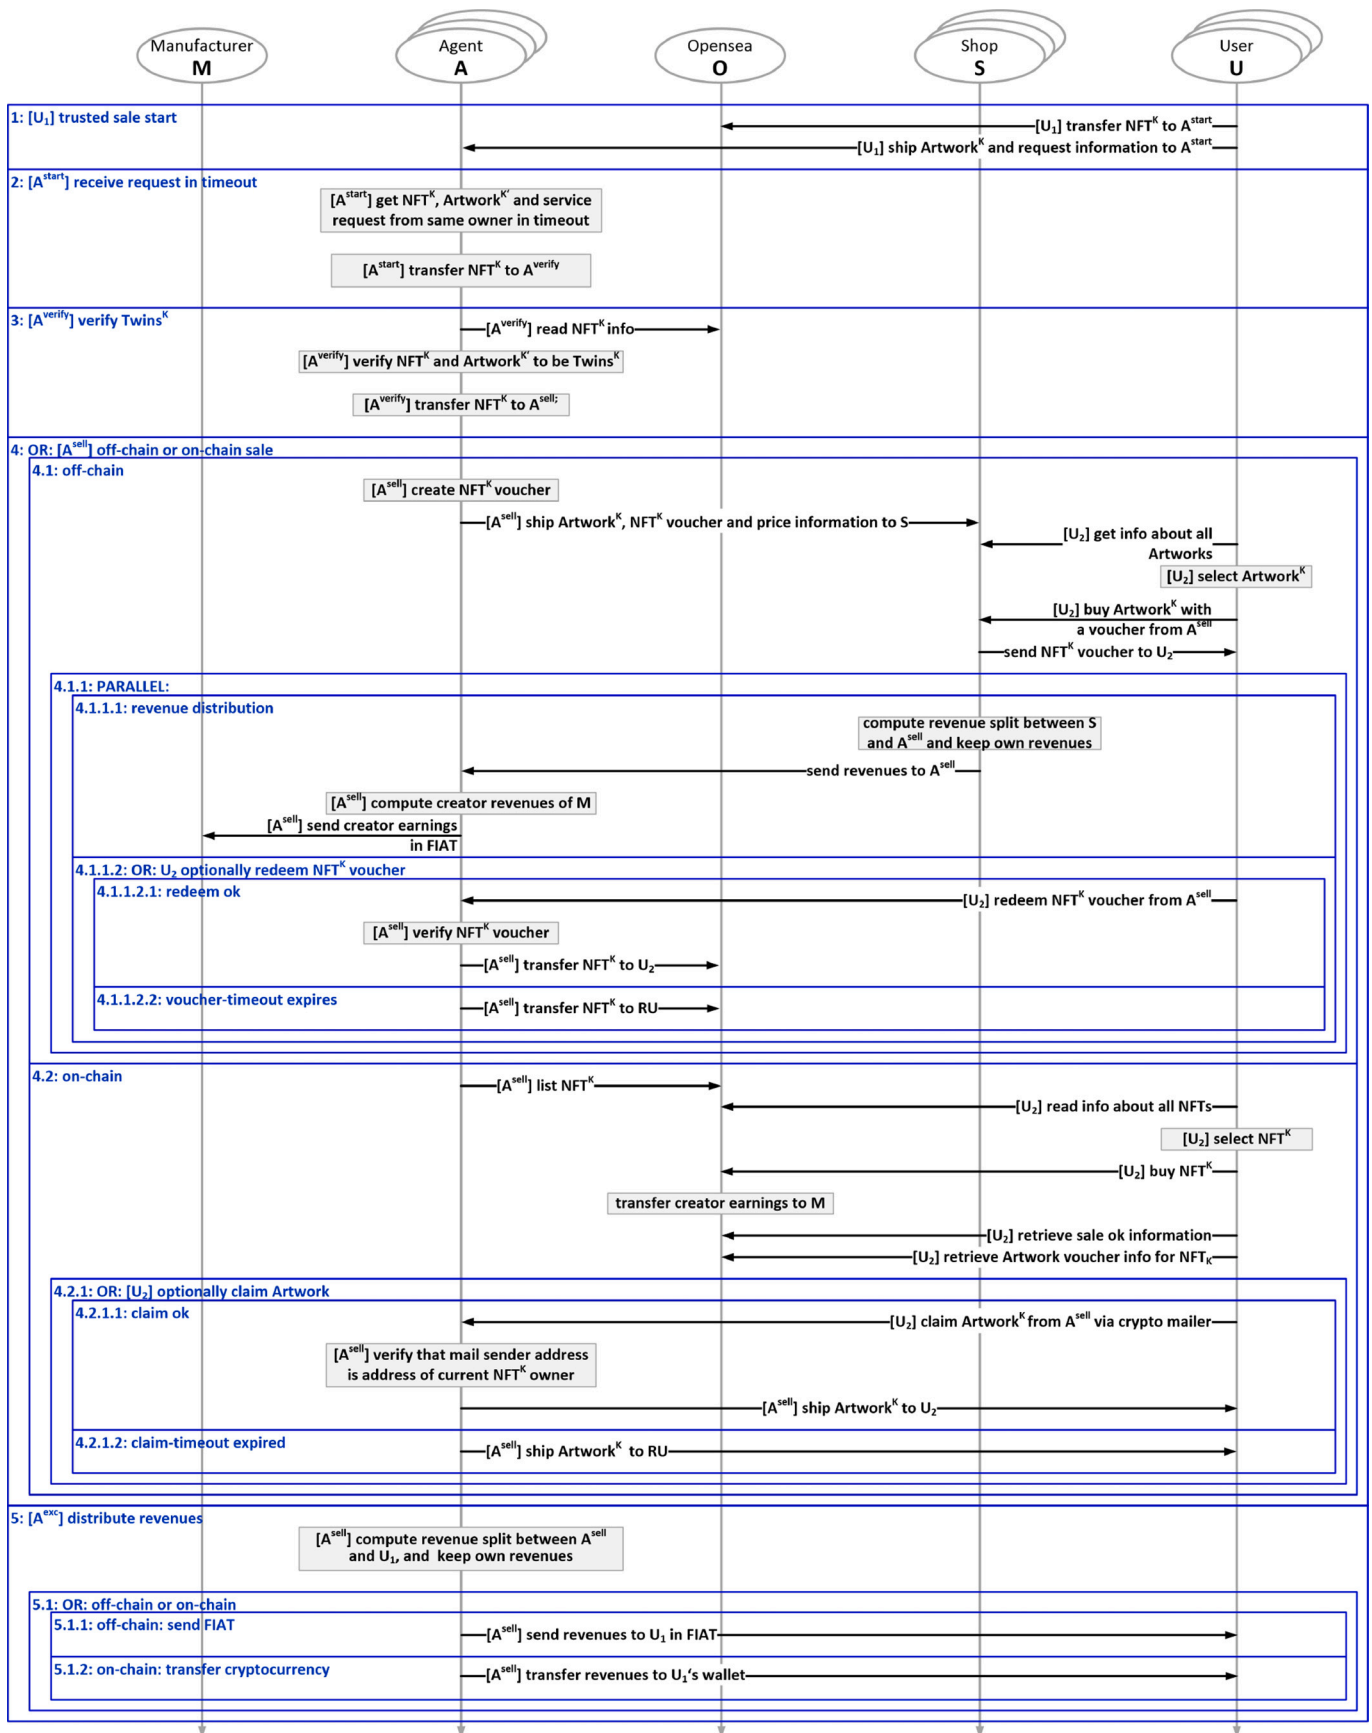 Manufacturer
M
Agent
A
Opensea
O
Shop
S
User
U
1: [U₁] trusted sale start
[U₁] transfer NFTᴷ to Aˢᵗᵃʳᵗ
[U₁] ship Artworkᴷ and request information to Aˢᵗᵃʳᵗ
2: [Aˢᵗᵃʳᵗ] receive request in timeout
[Aˢᵗᵃʳᵗ] get NFTᴷ, Artworkᴷ' and service
request from same owner in timeout
[Aˢᵗᵃʳᵗ] transfer NFTᴷ to Aᵛᵉʳⁱᶠʸ
3: [Aᵛᵉʳⁱᶠʸ] verify Twinsᴷ
[Aᵛᵉʳⁱᶠʸ] read NFTᴷ info
[Aᵛᵉʳⁱᶠʸ] verify NFTᴷ and Artworkᴷ' to be Twinsᴷ
[Aᵛᵉʳⁱᶠʸ] transfer NFTᴷ to Aˢᵉˡˡ;
4: OR: [Aˢᵉˡˡ] off-chain or on-chain sale
4.1: off-chain
[Aˢᵉˡˡ] create NFTᴷ voucher
[Aˢᵉˡˡ] ship Artworkᴷ, NFTᴷ voucher and price information to S
[U₂] get info about all
Artworks
[U₂] select Artworkᴷ
[U₂] buy Artworkᴷ with
a voucher from Aˢᵉˡˡ
send NFTᴷ voucher to U₂
4.1.1: PARALLEL:
4.1.1.1: revenue distribution
compute revenue split between S
and Aˢᵉˡˡ and keep own revenues
send revenues to Aˢᵉˡˡ
[Aˢᵉˡˡ] compute creator revenues of M
[Aˢᵉˡˡ] send creator earnings
in FIAT
4.1.1.2: OR: U₂ optionally redeem NFTᴷ voucher
4.1.1.2.1: redeem ok
[U₂] redeem NFTᴷ voucher from Aˢᵉˡˡ
[Aˢᵉˡˡ] verify NFTᴷ voucher
[Aˢᵉˡˡ] transfer NFTᴷ to U₂
4.1.1.2.2: voucher-timeout expires
[Aˢᵉˡˡ] transfer NFTᴷ to RU
4.2: on-chain
[Aˢᵉˡˡ] list NFTᴷ
[U₂] read info about all NFTs
[U₂] select NFTᴷ
[U₂] buy NFTᴷ
transfer creator earnings to M
[U₂] retrieve sale ok information
[U₂] retrieve Artwork voucher info for NFTₖ
4.2.1: OR: [U₂] optionally claim Artwork
4.2.1.1: claim ok
[U₂] claim Artworkᴷ from Aˢᵉˡˡ via crypto mailer
[Aˢᵉˡˡ] verify that mail sender address
is address of current NFTᴷ owner
[Aˢᵉˡˡ] ship Artworkᴷ to U₂
4.2.1.2: claim-timeout expired
[Aˢᵉˡˡ] ship Artworkᴷ to RU
5: [Aᵉˣᶜ] distribute revenues
[Aˢᵉˡˡ] compute revenue split between Aˢᵉˡˡ
and U₁, and keep own revenues
5.1: OR: off-chain or on-chain
5.1.1: off-chain: send FIAT
[Aˢᵉˡˡ] send revenues to U₁ in FIAT
5.1.2: on-chain: transfer cryptocurrency
[Aˢᵉˡˡ] transfer revenues to U₁'s wallet